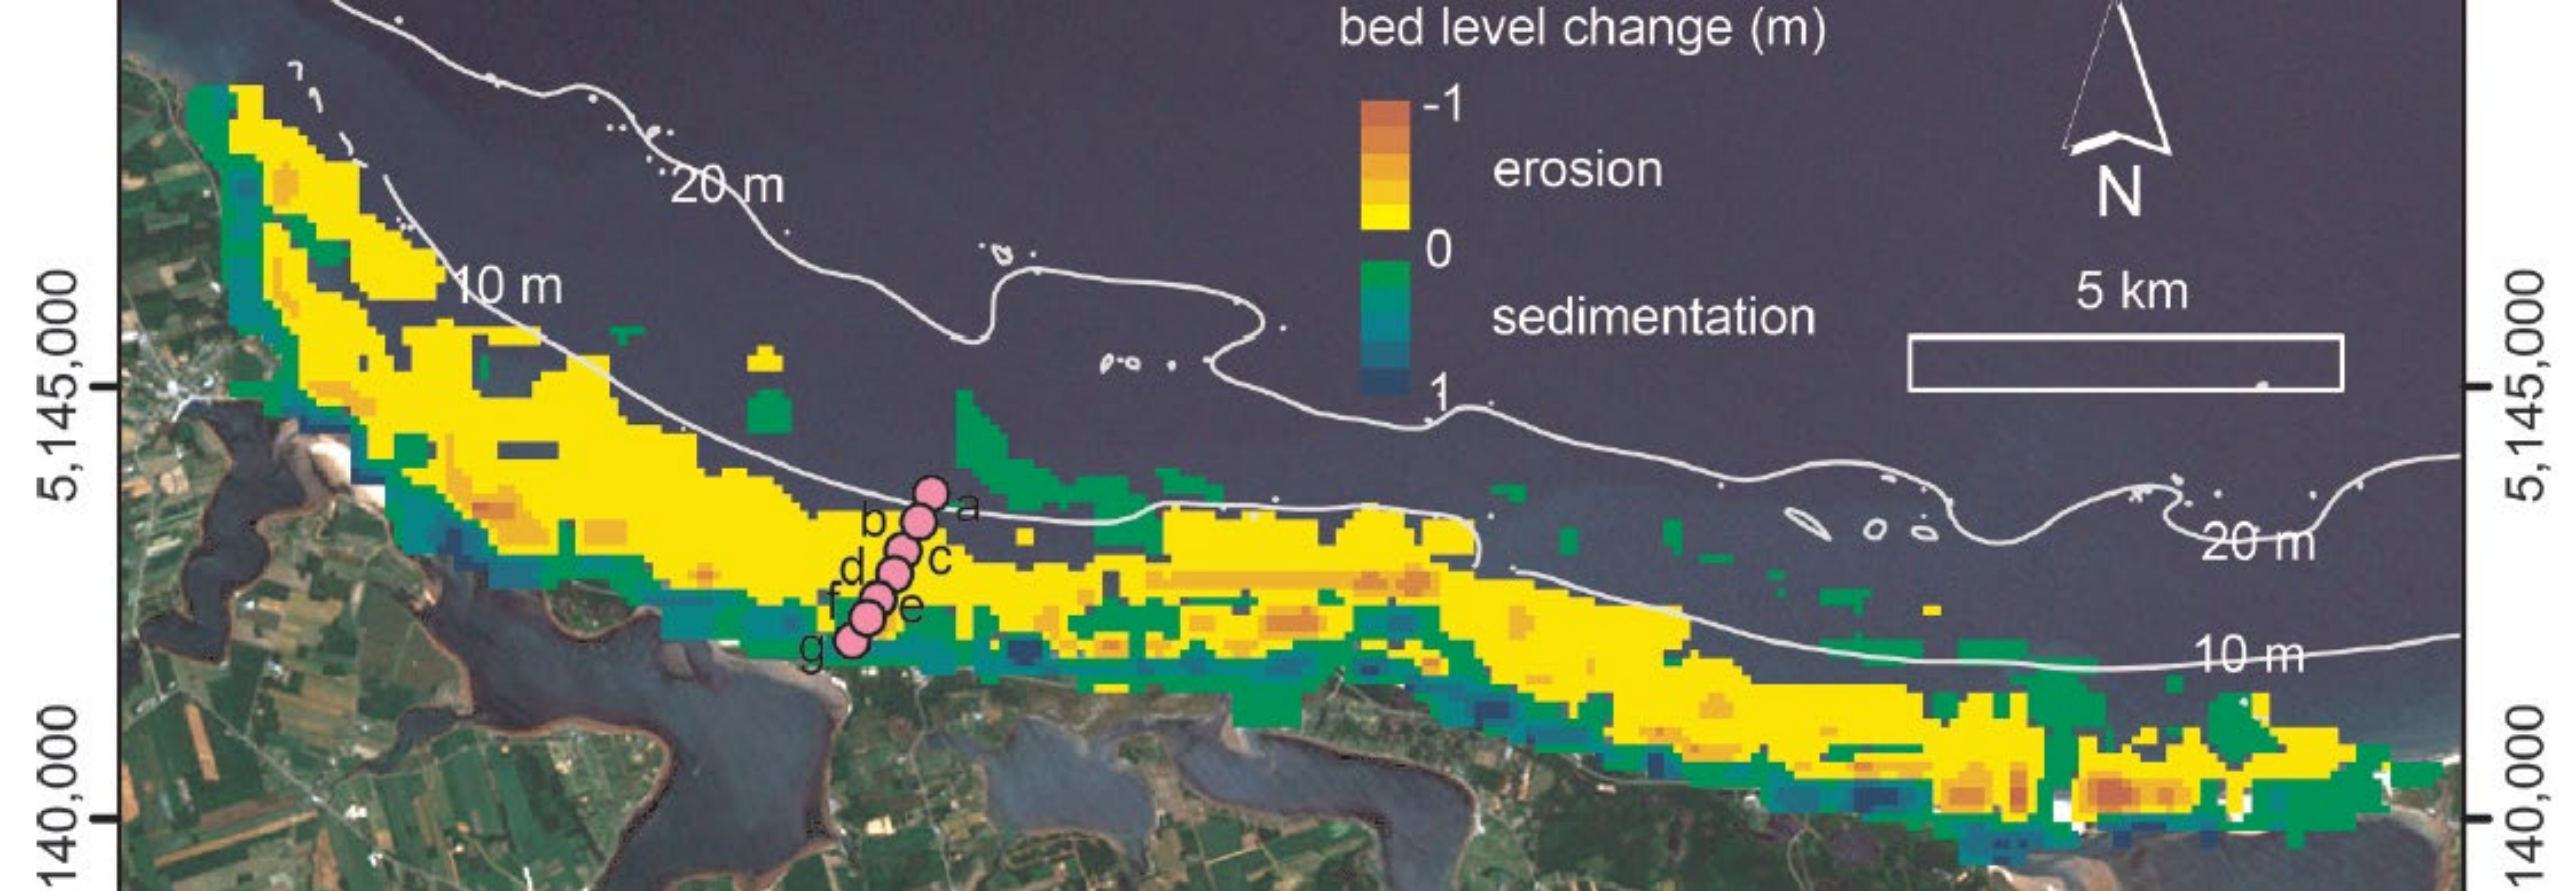 bed level change (m)
-1
erosion
0
sedimentation
1
N
5 km
20 m
10 m
a
b
c
d
e
f
g
20 m
10 m
5,145,000
140,000
5,145,000
140,000